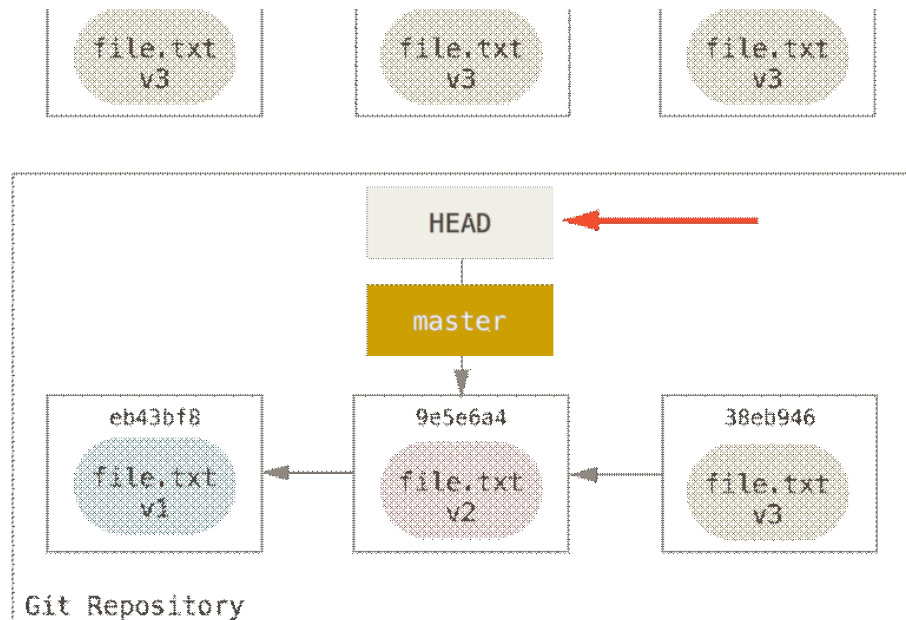 file.txt
v3
file.txt
v3
file.txt
v3
HEAD
master
eb43bf8
file.txt
v1
9e5e6a4
file.txt
v2
38eb946
file.txt
v3
Git Repository